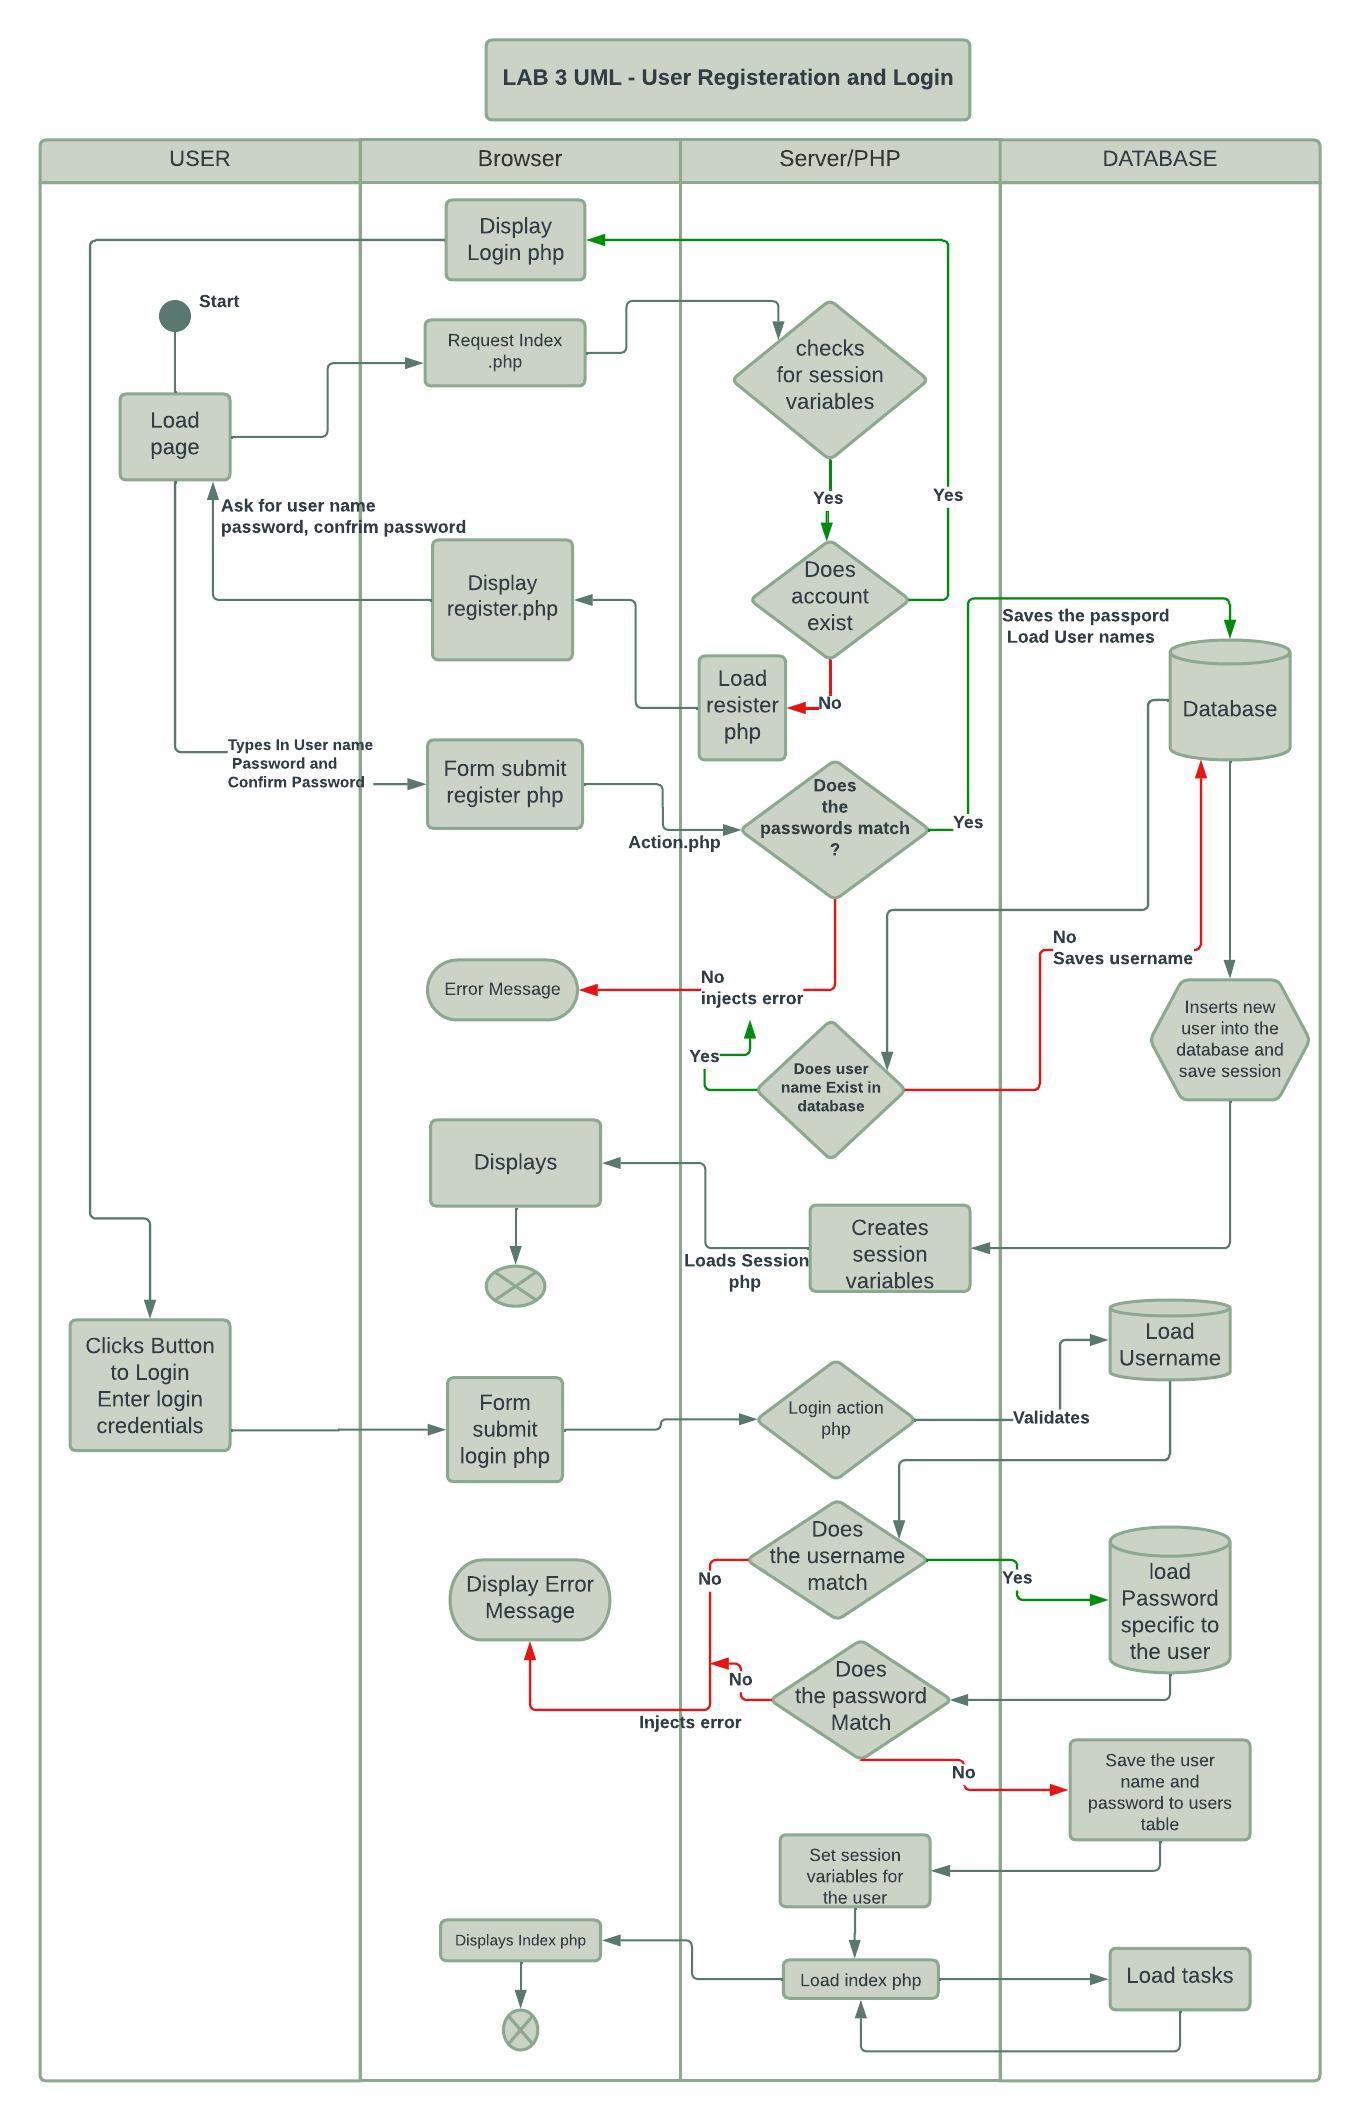 LAB 3 UML - User Registeration and Login
USER
Browser
Server/PHP
DATABASE
Display
Login php
Start
Request Index
.php
checks
for session
variables
Load
page
Yes
Yes
Ask for user name
password, confrim password
Display
register.php
Does
account
exist
Saves the passpord
Load User names
Load
resister
php
No
Database
Types In User name
Password and
Confirm Password
Form submit
register php
Action.php
Does
the
passwords match
?
Yes
No
Saves username
Error Message
No
injects error
Yes
Does user
name Exist in
database
Inserts new
user into the
database and
save session
Displays
Loads Session
php
Creates
session
variables
Clicks Button
to Login
Enter login
credentials
Form
submit
login php
Login action
php
Validates
Load
Username
Does
the username
match
No
Yes
load
Password
specific to
the user
Display Error
Message
Does
the password
Match
No
Injects error
No
Save the user
name and
password to users
table
Set session
variables for
the user
Displays Index php
Load index php
Load tasks